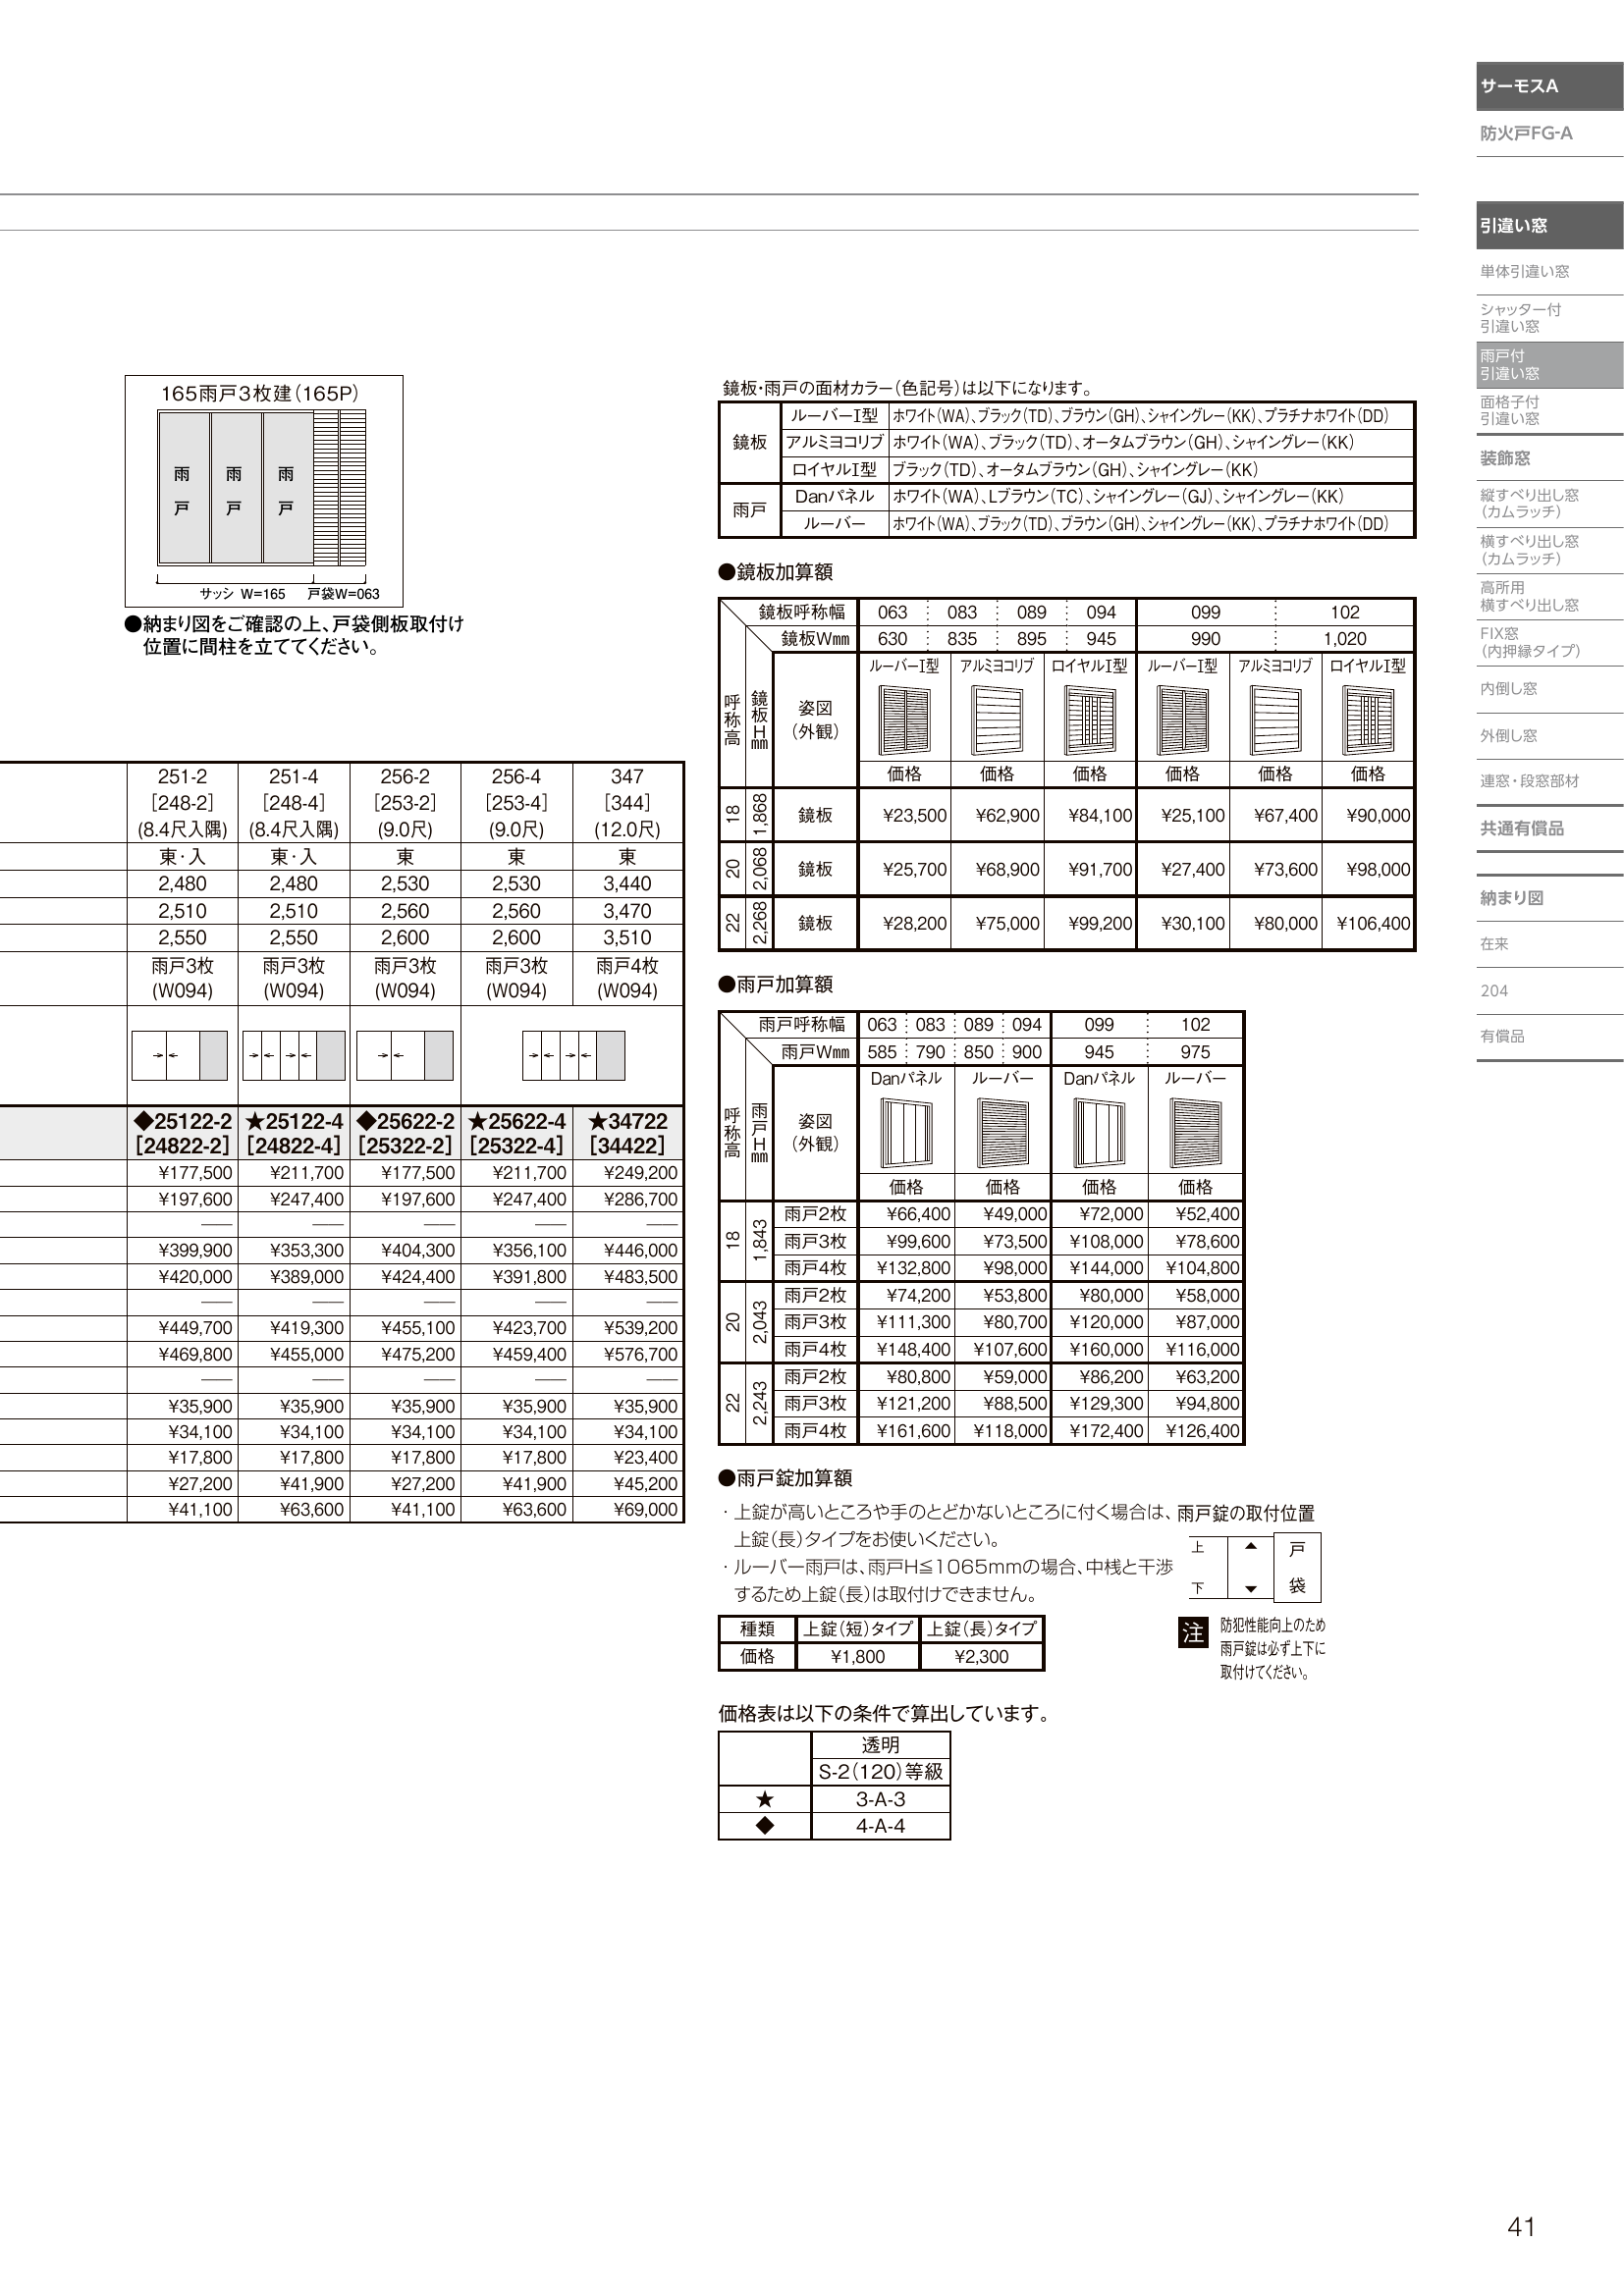 サーモスA
防火戸FG-A
引違い窓
単体引違い窓
シャッター付
引違い窓
雨戸付
引違い窓
面格子付
引違い窓
装飾窓
縦すべり出し窓
(カムラッチ)
横すべり出し窓
(カムラッチ)
高所用
横すべり出し窓
FIX窓
(内押縁タイプ)
内倒し窓
外倒し窓
連窓・段窓部材
共通有償品
納まり図
在来
204
有償品
165雨戸3枚建(165P)
雨 雨 雨
戸 戸 戸
サッシ W=165 戸袋W=063
●納まり図をご確認の上、戸袋側板取付け
位置に間柱を立ててください。
251-2 251-4 256-2 256-4 347
[248-2] [248-4] [253-2] [253-4] [344]
(8.4尺入隅) (8.4尺入隅) (9.0尺) (9.0尺) (12.0尺)
東・入 東・入 東 東 東
2,480 2,480 2,530 2,530 3,440
2,510 2,510 2,560 2,560 3,470
2,550 2,550 2,600 2,600 3,510
雨戸3枚 雨戸3枚 雨戸3枚 雨戸3枚 雨戸4枚
(W094) (W094) (W094) (W094) (W094)
◆25122-2 ★25122-4 ◆25622-2 ★25622-4 ★34722
[24822-2] [24822-4] [25322-2] [25322-4] [34422]
¥177,500 ¥211,700 ¥177,500 ¥211,700 ¥249,200
¥197,600 ¥247,400 ¥197,600 ¥247,400 ¥286,700
—— —— —— —— ——
¥399,900 ¥353,300 ¥404,300 ¥356,100 ¥446,000
¥420,000 ¥389,000 ¥424,400 ¥391,800 ¥483,500
—— —— —— —— ——
¥449,700 ¥419,300 ¥455,100 ¥423,700 ¥539,200
¥469,800 ¥455,000 ¥475,200 ¥459,400 ¥576,700
—— —— —— —— ——
¥35,900 ¥35,900 ¥35,900 ¥35,900 ¥35,900
¥34,100 ¥34,100 ¥34,100 ¥34,100 ¥34,100
¥17,800 ¥17,800 ¥17,800 ¥17,800 ¥23,400
¥27,200 ¥41,900 ¥27,200 ¥41,900 ¥45,200
¥41,100 ¥63,600 ¥41,100 ¥63,600 ¥69,000
鏡板・雨戸の面材カラー(色記号)は以下になります。
鏡板 ルーバーI型 ホワイト(WA)、ブラック(TD)、ブラウン(GH)、シャイングレー(KK)、プラチナホワイト(DD)
アルミヨコリブ ホワイト(WA)、ブラック(TD)、オータムブラウン(GH)、シャイングレー(KK)
ロイヤルI型 ブラック(TD)、オータムブラウン(GH)、シャイングレー(KK)
雨戸 Danパネル ホワイト(WA)、Lブラウン(TC)、シャイングレー(GJ)、シャイングレー(KK)
ルーバー ホワイト(WA)、ブラック(TD)、ブラウン(GH)、シャイングレー(KK)、プラチナホワイト(DD)
●鏡板加算額
鏡板呼称幅 063 083 089 094 099 102
鏡板Wmm 630 835 895 945 990 1,020
呼称高 鏡板Hmm 姿図(外観) ルーバーI型 アルミヨコリブ ロイヤルI型 ルーバーI型 アルミヨコリブ ロイヤルI型
価格 価格 価格 価格 価格 価格
18 1,868 鏡板 ¥23,500 ¥62,900 ¥84,100 ¥25,100 ¥67,400 ¥90,000
20 2,068 鏡板 ¥25,700 ¥68,900 ¥91,700 ¥27,400 ¥73,600 ¥98,000
22 2,268 鏡板 ¥28,200 ¥75,000 ¥99,200 ¥30,100 ¥80,000 ¥106,400
●雨戸加算額
雨戸呼称幅 063 083 089 094 099 102
雨戸Wmm 585 790 850 900 945 975
呼称高 雨戸Hmm 姿図(外観) Danパネル ルーバー Danパネル ルーバー
価格 価格 価格 価格
18 1,843 雨戸2枚 ¥66,400 ¥49,000 ¥72,000 ¥52,400
雨戸3枚 ¥99,600 ¥73,500 ¥108,000 ¥78,600
雨戸4枚 ¥132,800 ¥98,000 ¥144,000 ¥104,800
20 2,043 雨戸2枚 ¥74,200 ¥53,800 ¥80,000 ¥58,000
雨戸3枚 ¥111,300 ¥80,700 ¥120,000 ¥87,000
雨戸4枚 ¥148,400 ¥107,600 ¥160,000 ¥116,000
22 2,243 雨戸2枚 ¥80,800 ¥59,000 ¥86,200 ¥63,200
雨戸3枚 ¥121,200 ¥88,500 ¥129,300 ¥94,800
雨戸4枚 ¥161,600 ¥118,000 ¥172,400 ¥126,400
●雨戸錠加算額
・上錠が高いところや手のとどかないところに付く場合は、
上錠(長)タイプをお使いください。
・ルーバー雨戸は、雨戸H≦1065mmの場合、中桟と干渉
するため上錠(長)は取付けできません。
種類 上錠(短)タイプ 上錠(長)タイプ
価格 ¥1,800 ¥2,300
雨戸錠の取付位置
上 戸
下 袋
注 防犯性能向上のため
雨戸錠は必ず上下に
取付けてください。
価格表は以下の条件で算出しています。
透明
S-2(120)等級
★ 3-A-3
◆ 4-A-4
41